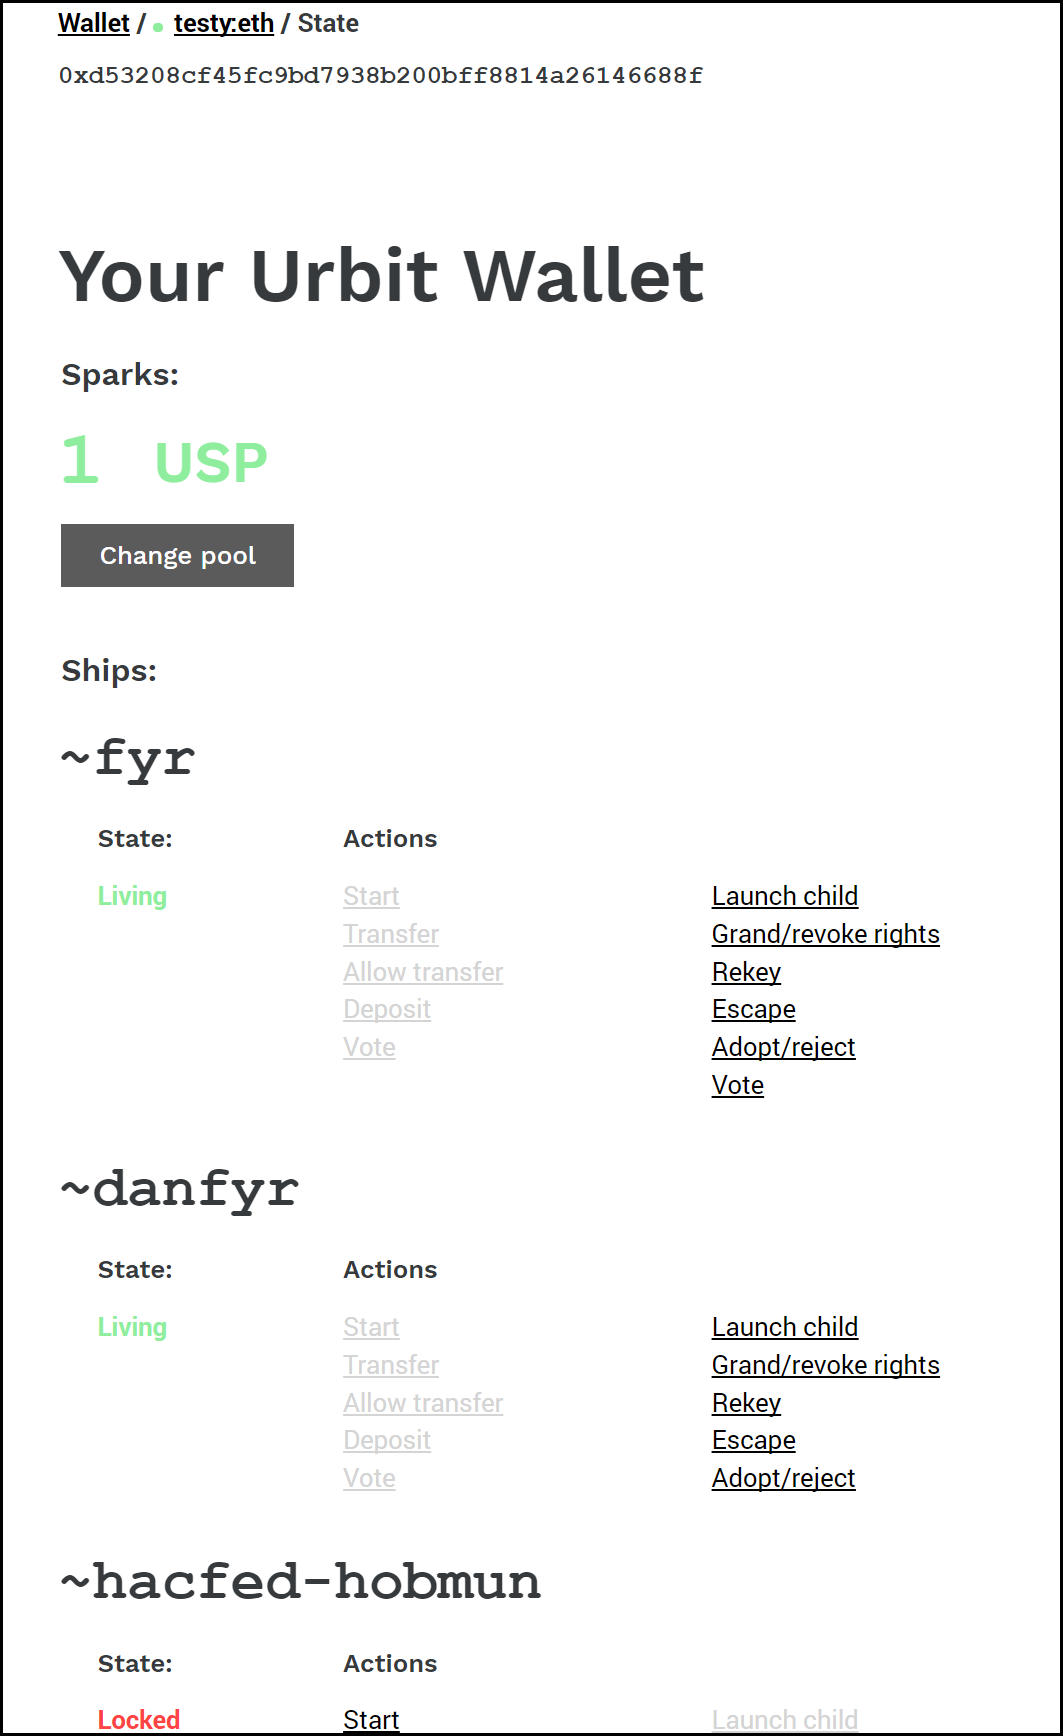 Wallet / testy:eth / State
0xd53208cf45fc9bd7938b200bff8814a26146688f
Your Urbit Wallet
Sparks:
1 USP
Change pool
Ships:
~fyr
State: Actions
Living Start Launch child
Transfer Grand/revoke rights
Allow transfer Rekey
Deposit Escape
Vote Adopt/reject
Vote
~danfyr
State: Actions
Living Start Launch child
Transfer Grand/revoke rights
Allow transfer Rekey
Deposit Escape
Vote Adopt/reject
~hacfed-hobmun
State: Actions
Locked Start Launch child